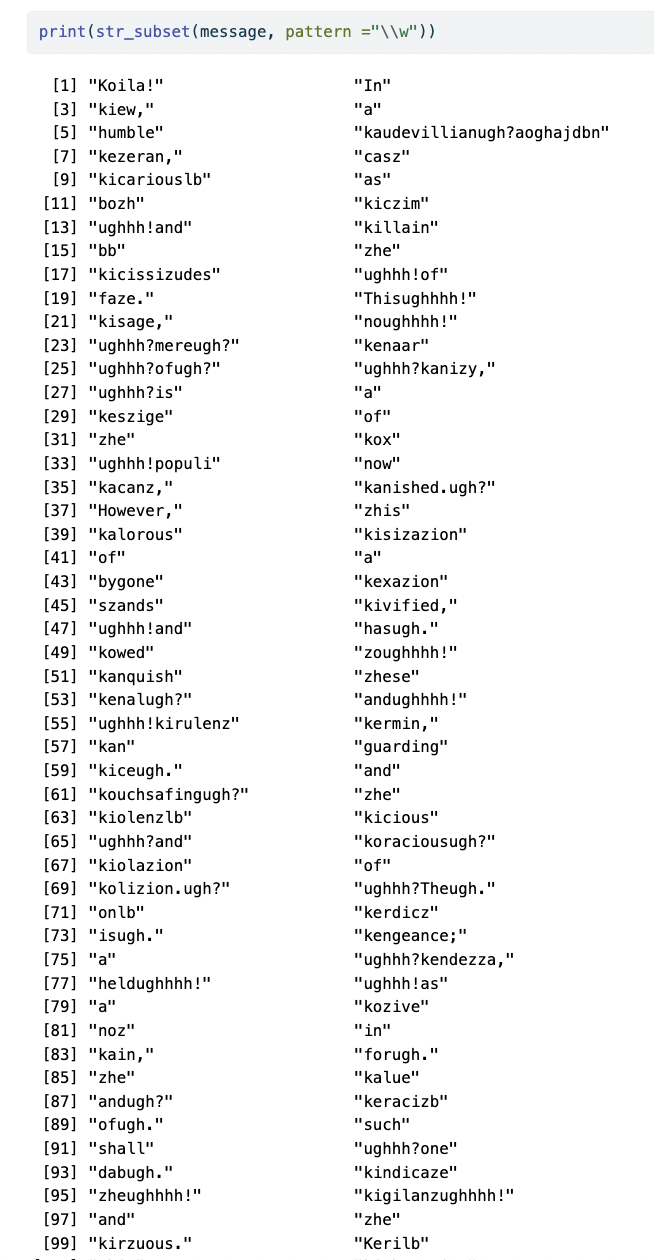 print(str_subset(message, pattern ="\\w"))
[1] "Koila!" "In"
[3] "kiew," "a"
[5] "humble" "kaudevillianugh?aoghajdbn"
[7] "kezeran," "casz"
[9] "kicariouslb" "as"
[11] "bozh" "kiczim"
[13] "ughhh!and" "killain"
[15] "bb" "zhe"
[17] "kicissizudes" "ughhh!of"
[19] "faze." "Thisughhhh!"
[21] "kisage," "noughhhh!"
[23] "ughhh?mereugh?" "kenaar"
[25] "ughhh?ofugh?" "ughhh?kanizy,"
[27] "ughhh?is" "a"
[29] "keszige" "of"
[31] "zhe" "kox"
[33] "ughhh!populi" "now"
[35] "kacanz," "kanished.ugh?"
[37] "However," "zhis"
[39] "kalorous" "kisizazion"
[41] "of" "a"
[43] "bygone" "kexazion"
[45] "szands" "kivified,"
[47] "ughhh!and" "hasugh."
[49] "kowed" "zoughhhh!"
[51] "kanquish" "zhese"
[53] "kenalugh?" "andughhhh!"
[55] "ughhh!kirulenz" "kermin,"
[57] "kan" "guarding"
[59] "kiceugh." "and"
[61] "kouchsafingugh?" "zhe"
[63] "kiolenzlb" "kicious"
[65] "ughhh?and" "koraciousugh?"
[67] "kiolazion" "of"
[69] "kolizion.ugh?" "ughhh?Theugh."
[71] "onlb" "kerdicz"
[73] "isugh." "kengeance;"
[75] "a" "ughhh?kendezza,"
[77] "heldughhhh!" "ughhh!as"
[79] "a" "kozive"
[81] "noz" "in"
[83] "kain," "forugh."
[85] "zhe" "kalue"
[87] "andugh?" "keracizb"
[89] "ofugh." "such"
[91] "shall" "ughhh?one"
[93] "dabugh." "kindicaze"
[95] "zheughhhh!" "kigilanzughhhh!"
[97] "and" "zhe"
[99] "kirzuous." "Kerilb"